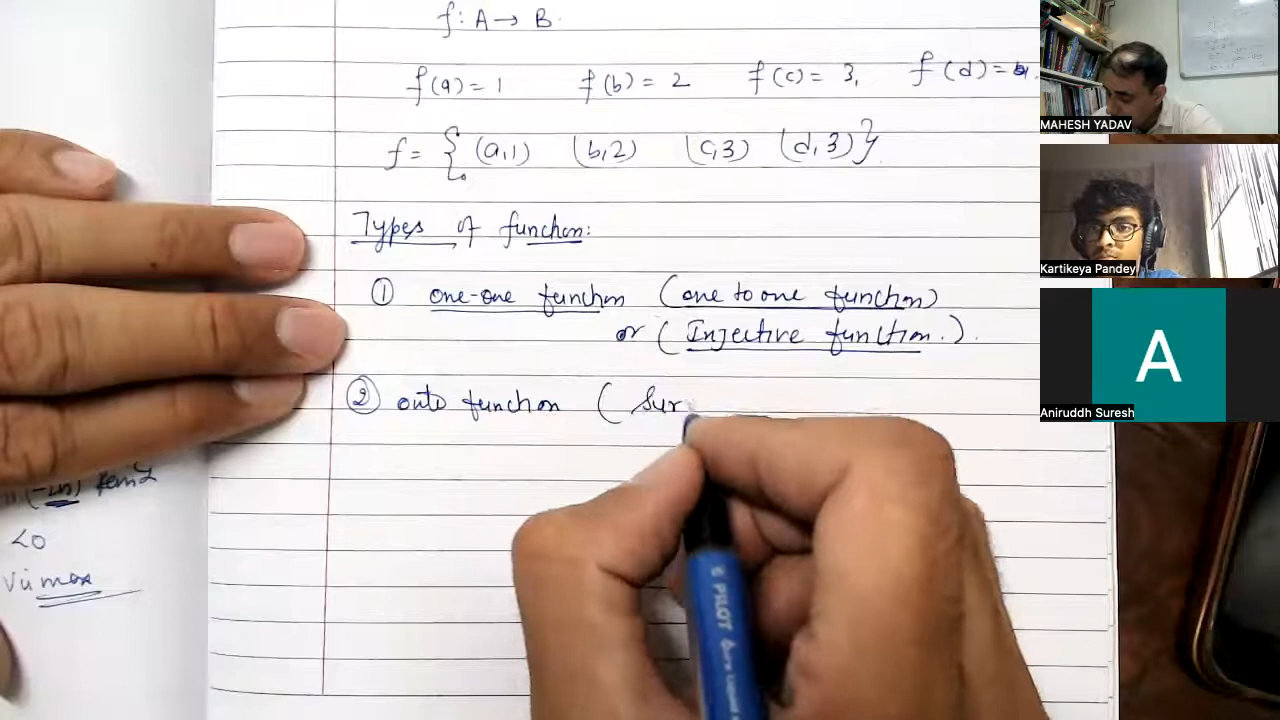 f: A → B.
f(a) = 1 f(b) = 2 f(c) = 3, f(d) =
f = { (a,1) (b,2) (c,3) (d,3) }
Types of function:
① one-one function (one to one function)
or (Injective function.).
② onto function ( Sur
<0
PILOT
MAHESH YADAV
Kartikeya Pandey
A
Aniruddh Suresh